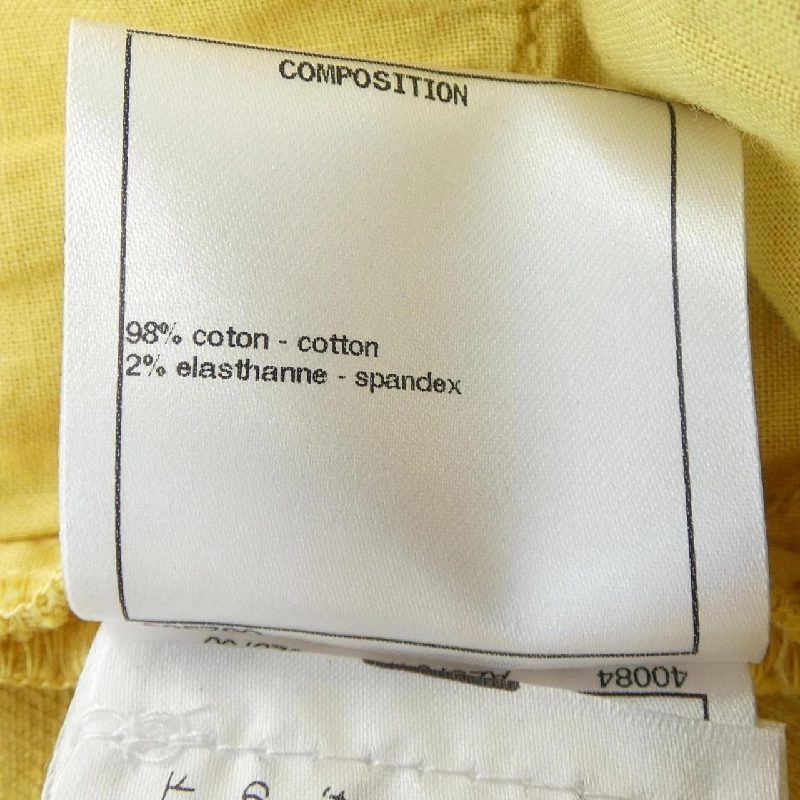 COMPOSITION
98% coton - cotton
2% elasthanne - spandex
40084